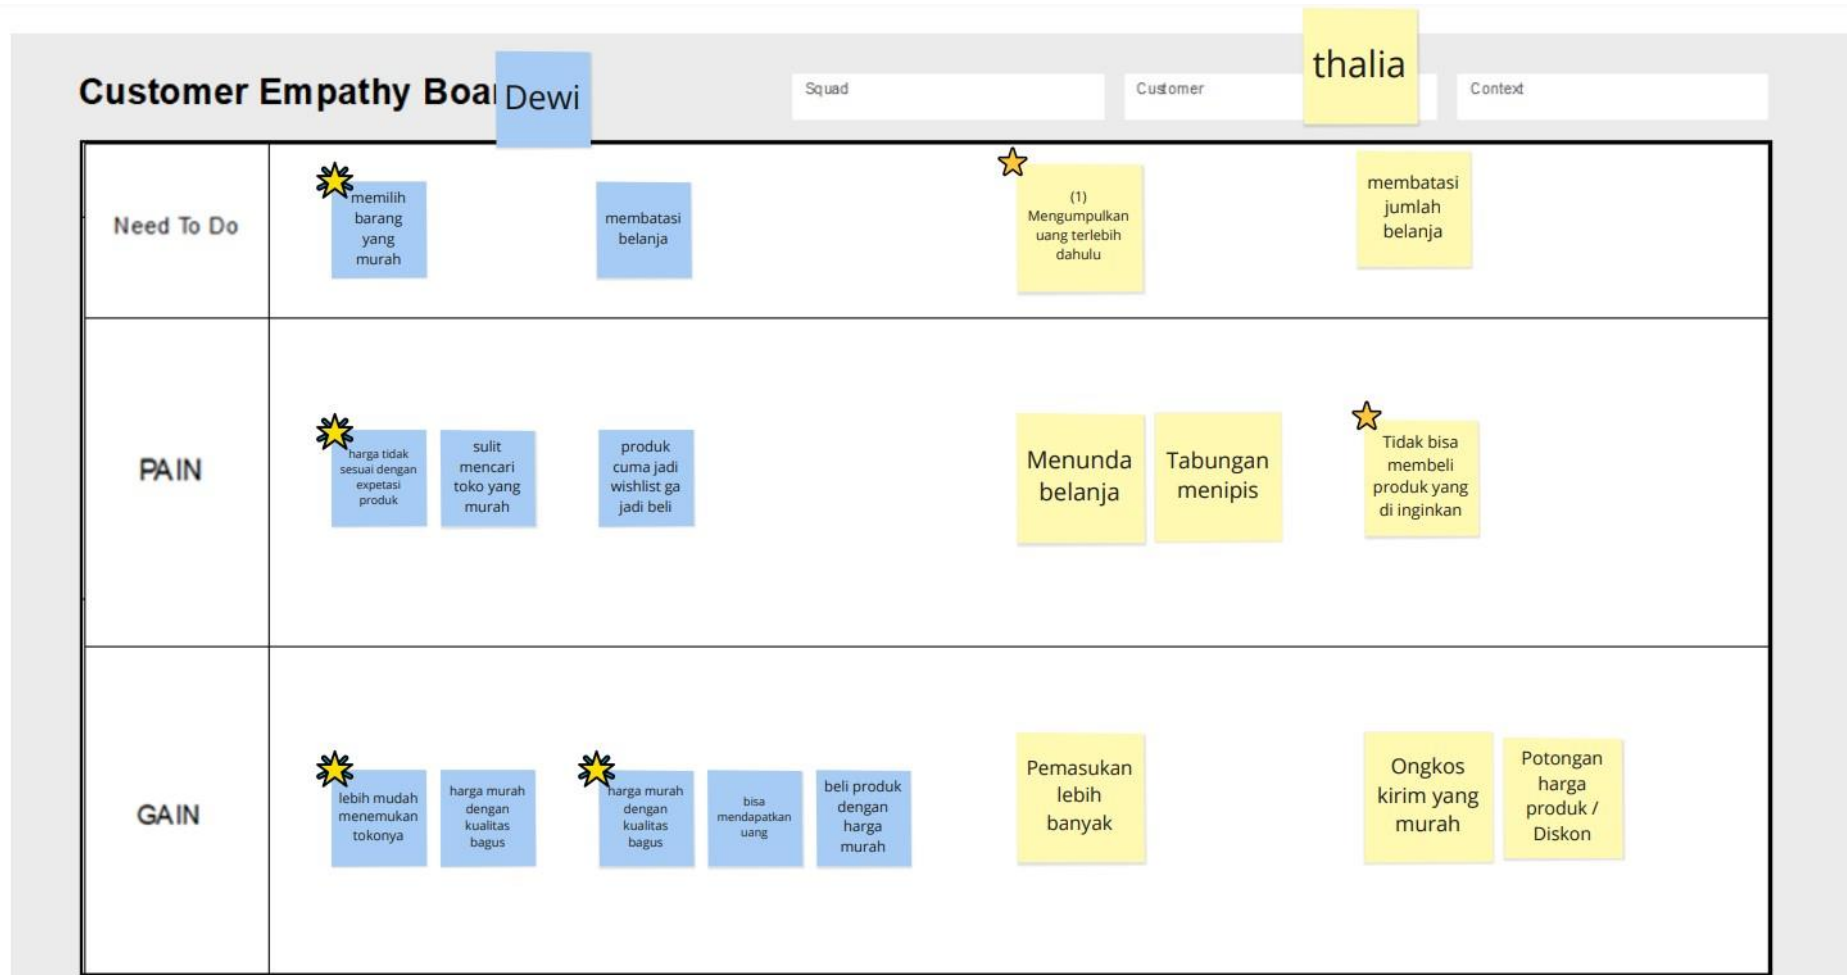 Customer Empathy Boar
Dewi
Squad
Customer
thalia
Context
Need To Do
memilih
barang
yang
murah
membatasi
belanja
(1)
Mengumpulkan
uang terlebih
dahulu
membatasi
jumlah
belanja
PAIN
harga tidak
sesuai dengan
expetasi
produk
sulit
mencari
toko yang
murah
produk
cuma jadi
wishlist ga
jadi beli
Menunda
belanja
Tabungan
menipis
Tidak bisa
membeli
produk yang
di inginkan
GAIN
lebih mudah
menemukan
tokonya
harga murah
dengan
kualitas
bagus
harga murah
dengan
kualitas
bagus
bisa
mendapatkan
uang
beli produk
dengan
harga
murah
Pemasukan
lebih
banyak
Ongkos
kirim yang
murah
Potongan
harga
produk /
Diskon